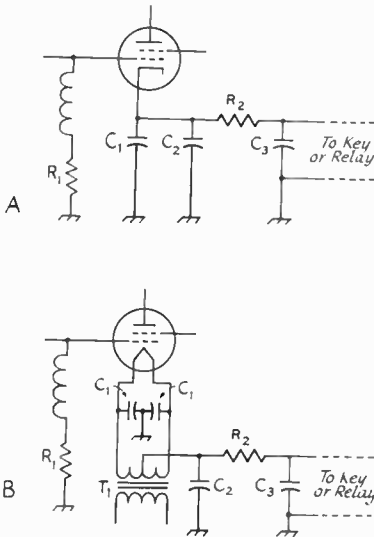 R2
C1
C2
C3
To Key
or Relay
R1
A
C1
C1
R2
R1
To Key
or Relay
B
T1
C2
C3